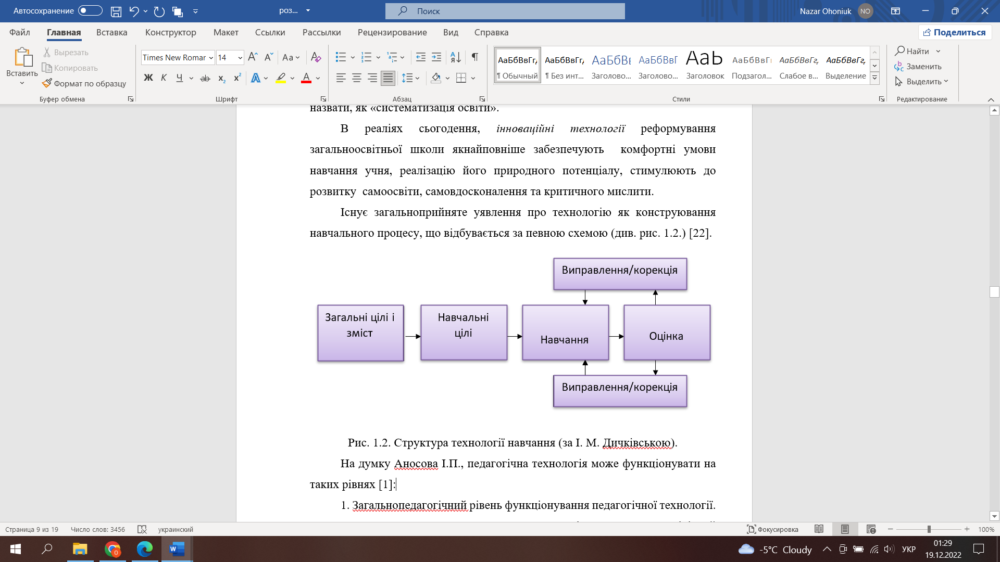 Автосохранение
роз...
Поиск
Nazar Ohoniuk
NO
Файл
Главная
Вставка
Конструктор
Макет
Ссылки
Рассылки
Рецензирование
Вид
Справка
Поделиться
Вставить
Вырезать
Копировать
Формат по образцу
Буфер обмена
Times New Roman
14
Шрифт
Абзац
АаБбВвГг,
¶ Обычный
АаБбВвГг,
¶ Без инт...
АаБбВı
Заголово...
АаБбВвГ
Заголово...
АаЬ
Заголовок
АаБбВвГı
Подзагол...
АаБбВвГг,
Слабое в...
АаБбВвГг,
Выделение
Стили
Найти
Заменить
Выделить
Редактирование
назвати, як «систематизація освіти».
В реаліях сьогодення, інноваційні технології реформування
загальноосвітньої школи якнайповніше забезпечують комфортні умови
навчання учня, реалізацію його природного потенціалу, стимулюють до
розвитку самоосвіти, самовдосконалення та критичного мислити.
Існує загальноприйняте уявлення про технологію як конструювання
навчального процесу, що відбувається за певною схемою (див. рис. 1.2.) [22].
Виправлення/корекція
Загальні цілі і
зміст
Навчальні
цілі
Навчання
Оцінка
Виправлення/корекція
Рис. 1.2. Структура технології навчання (за І. М. Дичківською).
На думку Аносова І.П., педагогічна технологія може функціонувати на
таких рівнях [1]:
1. Загальнопедагогічний рівень функціонування педагогічної технології.
Страница 9 из 19
Число слов: 3456
украинский
Фокусировка
100%
-5°C Cloudy
УКР
01:29
19.12.2022